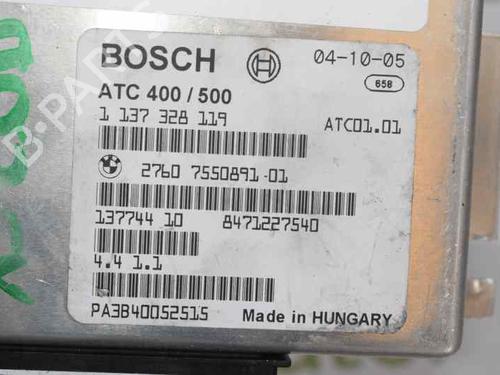 BOSCH 04-10-05
658
ATC 400 / 500
1 137 328 119 ATC01.01
2760 7550891-01
137744 10 8471227540
4.4 1.1
PA3B40052515 Made in HUNGARY